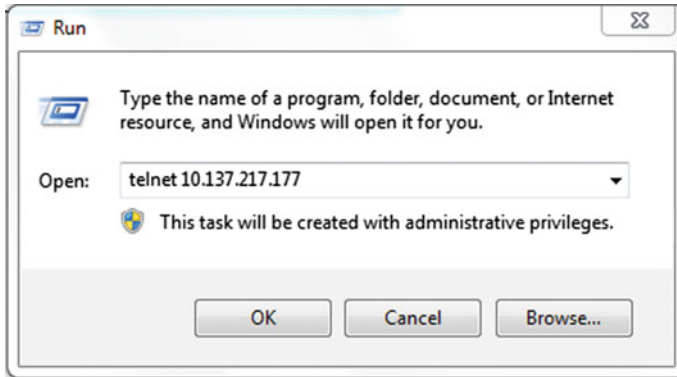 Run
Type the name of a program, folder, document, or Internet
resource, and Windows will open it for you.
Open: telnet 10.137.217.177
This task will be created with administrative privileges.
OK Cancel Browse...